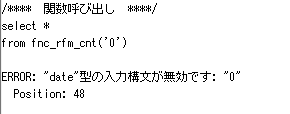 /****　関数呼び出し　****/
select *
from fnc_rfm_cnt('0')
ERROR: "date"型の入力構文が無効です: "0"
Position: 48